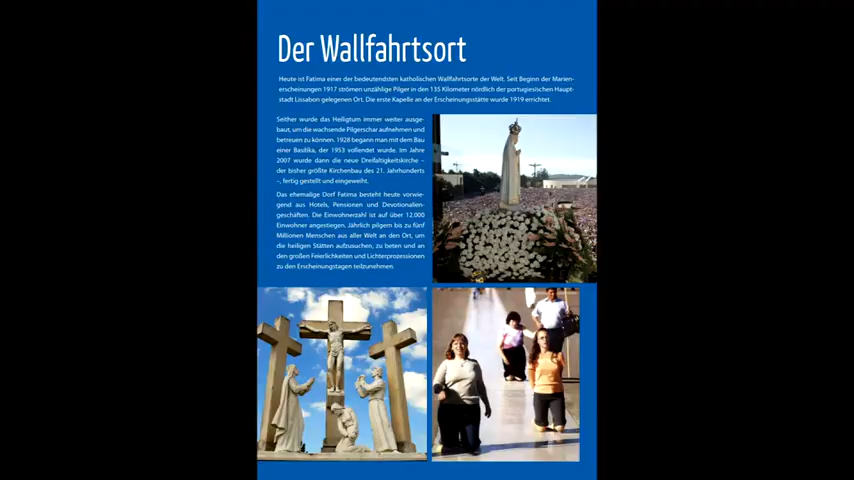 Der Wallfahrtsort
Heute ist Fatima einer der bedeutendsten katholischen Wallfahrtsorte der Welt. Seit Beginn der Marien-
erscheinungen 1917 strömen unzählige Pilger in den 135 Kilometer nördlich der portugiesischen Haupt-
stadt Lissabon gelegenen Ort. Die erste Kapelle an der Erscheinungsstätte wurde 1919 errichtet.
Seither wurde das Heiligtum immer weiter ausge-
baut, um die wachsende Pilgerschar aufnehmen und
betreuen zu können. 1928 begann man mit dem Bau
einer Basilika, der 1953 vollendet wurde. Im Jahre
2007 wurde dann die neue Dreifaltigkeitskirche –
der bisher größte Kirchenbau des 21. Jahrhunderts
–, fertig gestellt und eingeweiht.
Das ehemalige Dorf Fatima besteht heute vorwie-
gend aus Hotels, Pensionen und Devotionalien-
geschäften. Die Einwohnerzahl ist auf über 12.000
Einwohner angestiegen. Jährlich pilgern bis zu fünf
Millionen Menschen aus aller Welt an den Ort, um
die heiligen Stätten aufzusuchen, zu beten und an
den großen Feierlichkeiten und Lichterprozessionen
zu den Erscheinungstagen teilzunehmen.